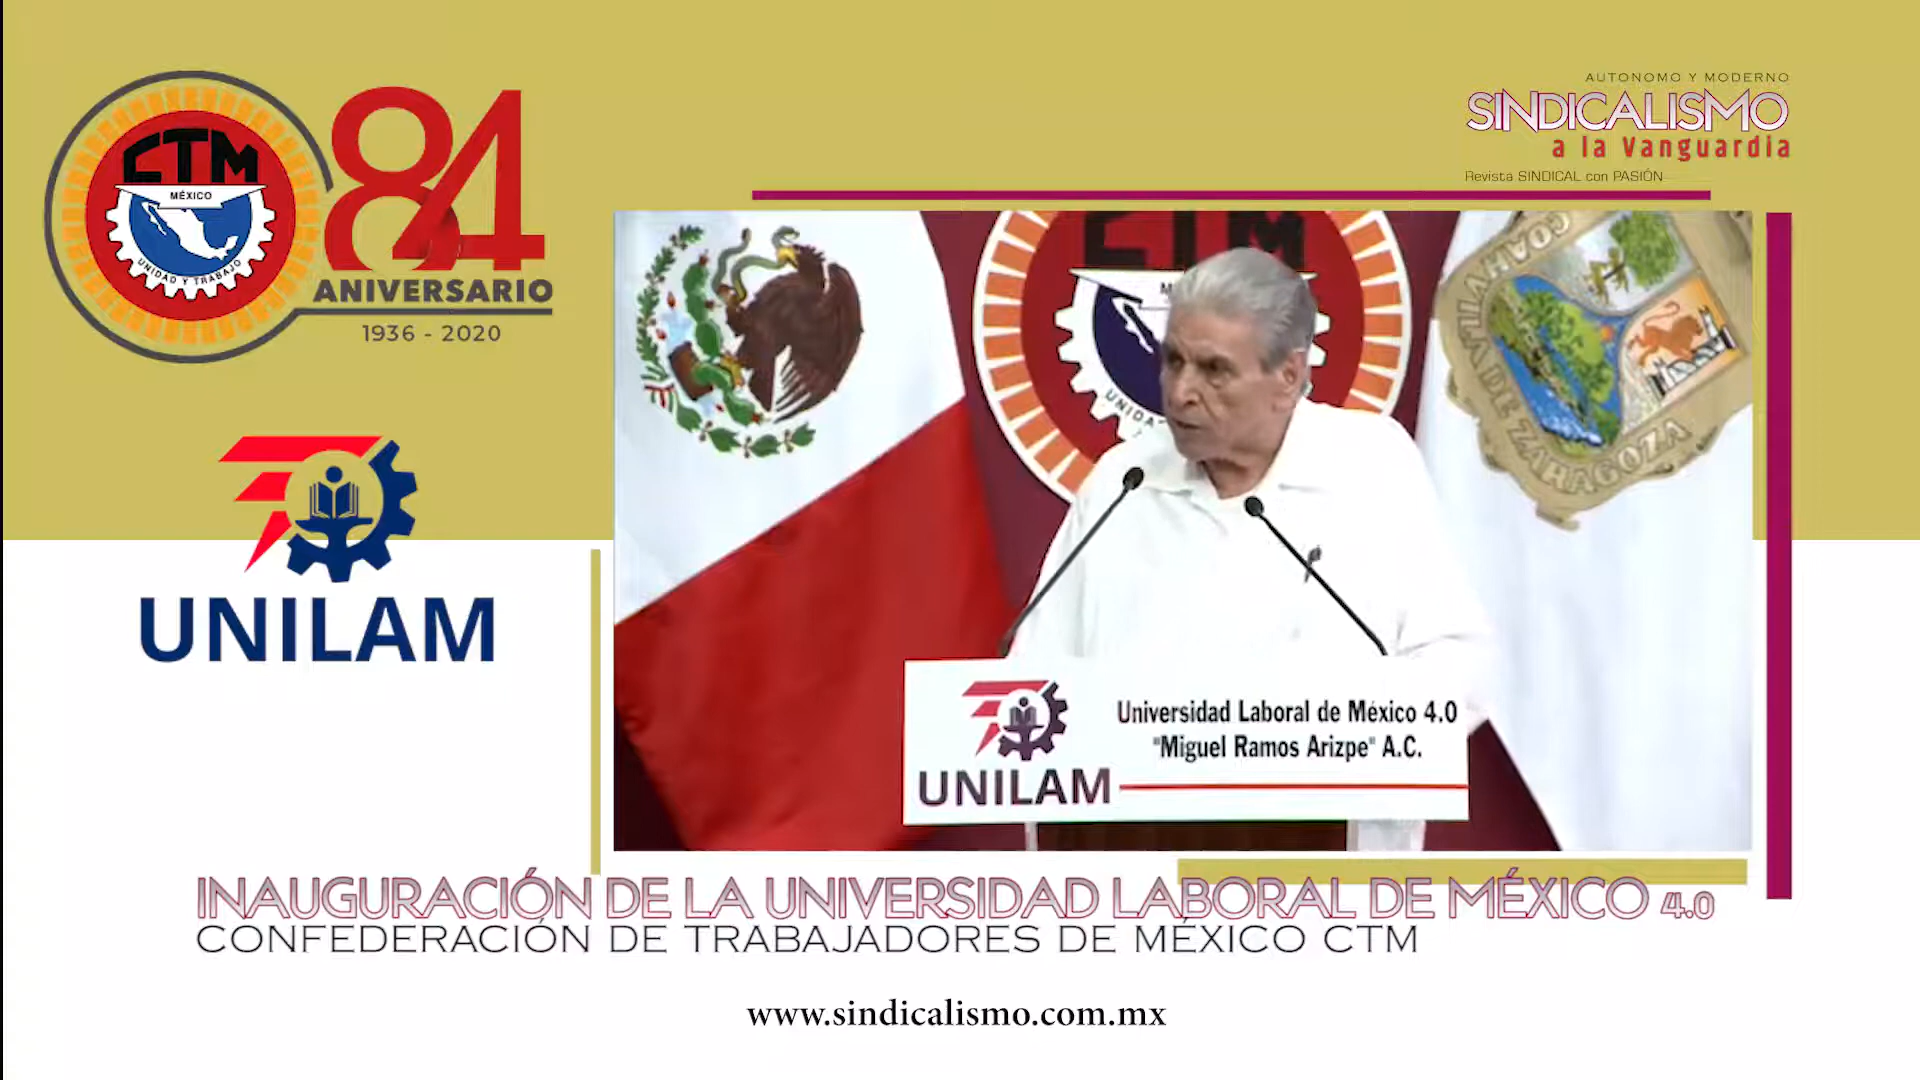 AUTONOMO Y MODERNO
SINDICALISMO
a la Vanguardia
Revista SINDICAL con PASIÓN
CTM
MÉXICO
UNIDAD Y TRABAJO
84
ANIVERSARIO
1936 - 2020
UNILAM
CTM
UNIDA
COAHUILA DE ZARAGOZA
Universidad Laboral de México 4.0
"Miguel Ramos Arizpe" A.C.
UNILAM
INAUGURACIÓN DE LA UNIVERSIDAD LABORAL DE MÉXICO 4.0
CONFEDERACIÓN DE TRABAJADORES DE MÉXICO CTM
www.sindicalismo.com.mx